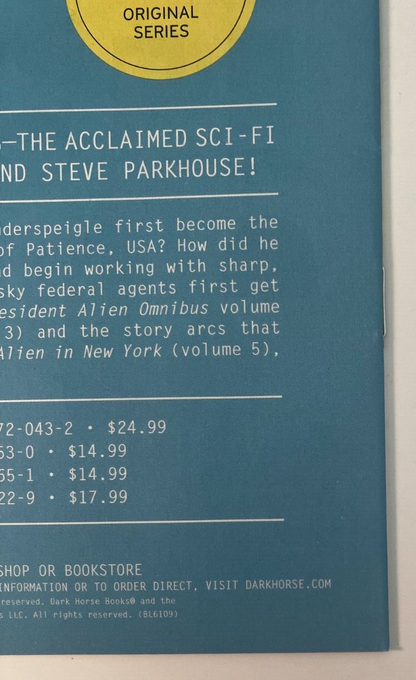 ORIGINAL
SERIES
—THE ACCLAIMED SCI-FI
ND STEVE PARKHOUSE!
nderspeigle first become the
of Patience, USA? How did he
nd begin working with sharp,
sky federal agents first get
esident Alien Omnibus volume
3) and the story arcs that
Alien in New York (volume 5),
72-043-2 • $24.99
53-0 • $14.99
55-1 • $14.99
22-9 • $17.99
SHOP OR BOOKSTORE
INFORMATION OR TO ORDER DIRECT, VISIT DARKHORSE.COM
reserved. Dark Horse Books® and the
s LLC. All rights reserved. (BL6109)